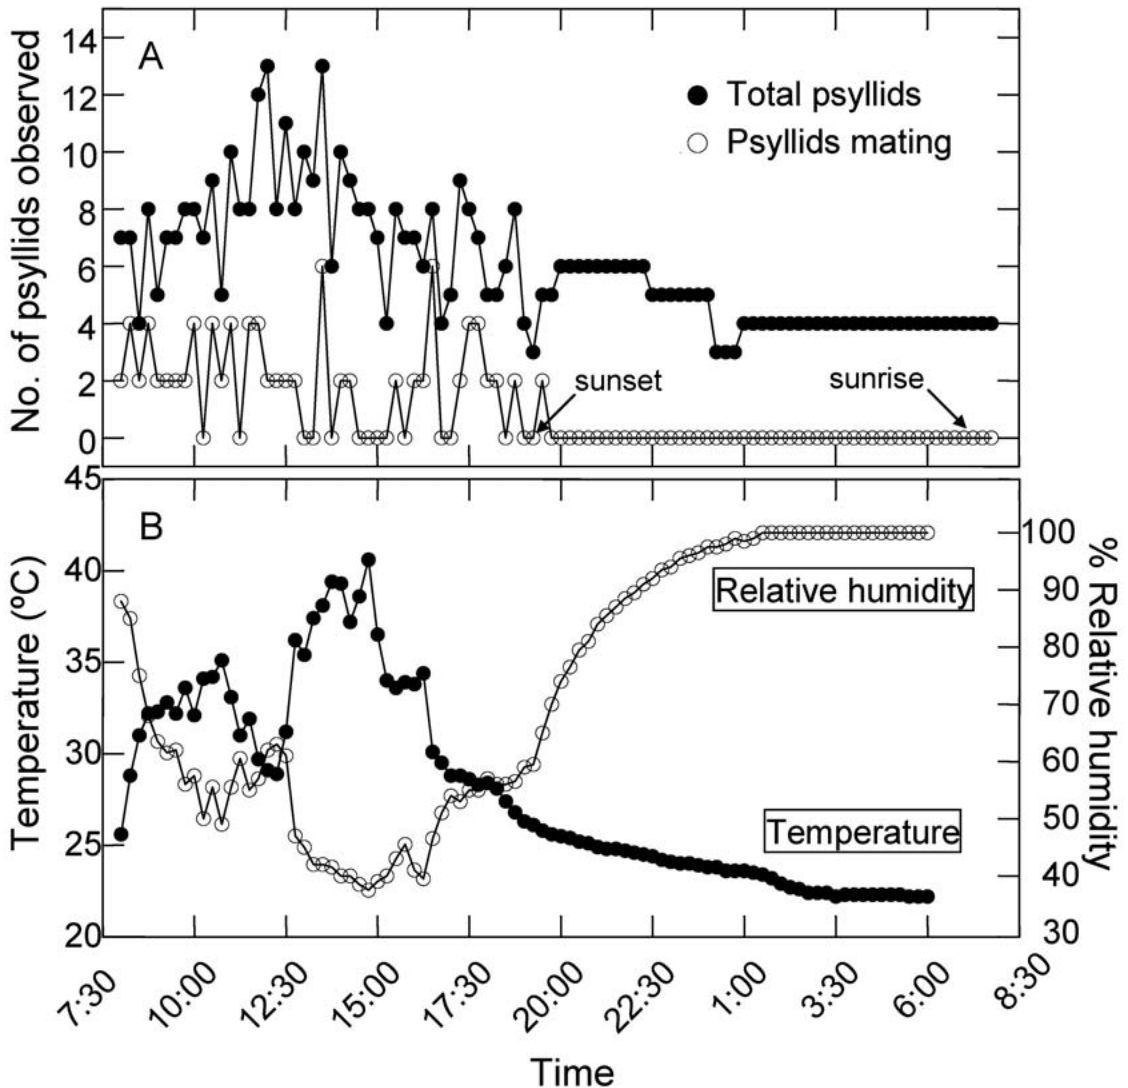 A
Total psyllids
Psyllids mating
No. of psyllids observed
14
12
10
8
6
4
2
0
sunset
sunrise
B
45
40
35
30
25
20
Temperature (ºC)
Relative humidity
Temperature
100
90
80
70
60
50
40
30
% Relative humidity
7:30
10:00
12:30
15:00
17:30
20:00
22:30
1:00
3:30
6:00
8:30
Time